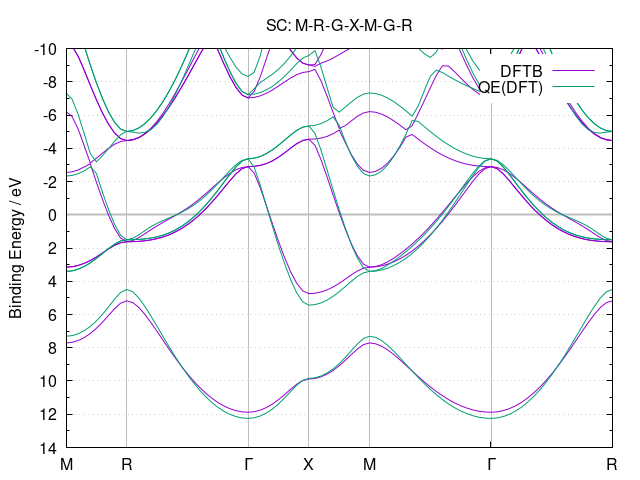 SC: M-R-G-X-M-G-R
-10
-8
-6
-4
-2
0
2
4
6
8
10
12
14
Binding Energy / eV
DFTB
QE(DFT)
M R Γ X M Γ R